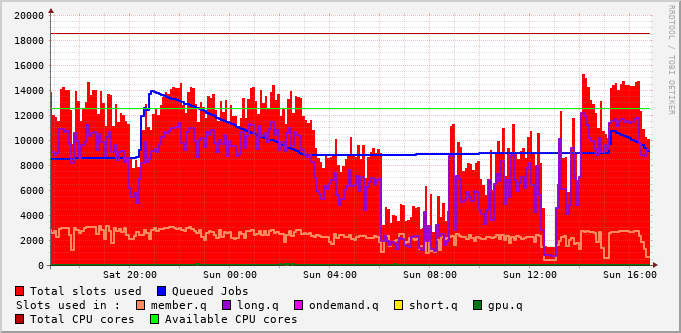 20000
18000
16000
14000
12000
10000
8000
6000
4000
2000
0
Sat 20:00 Sun 00:00 Sun 04:00 Sun 08:00 Sun 12:00 Sun 16:00
RRDTOOL / TOBI OETIKER
Total slots used Queued Jobs
Slots used in : member.q long.q ondemand.q short.q gpu.q
Total CPU cores Available CPU cores